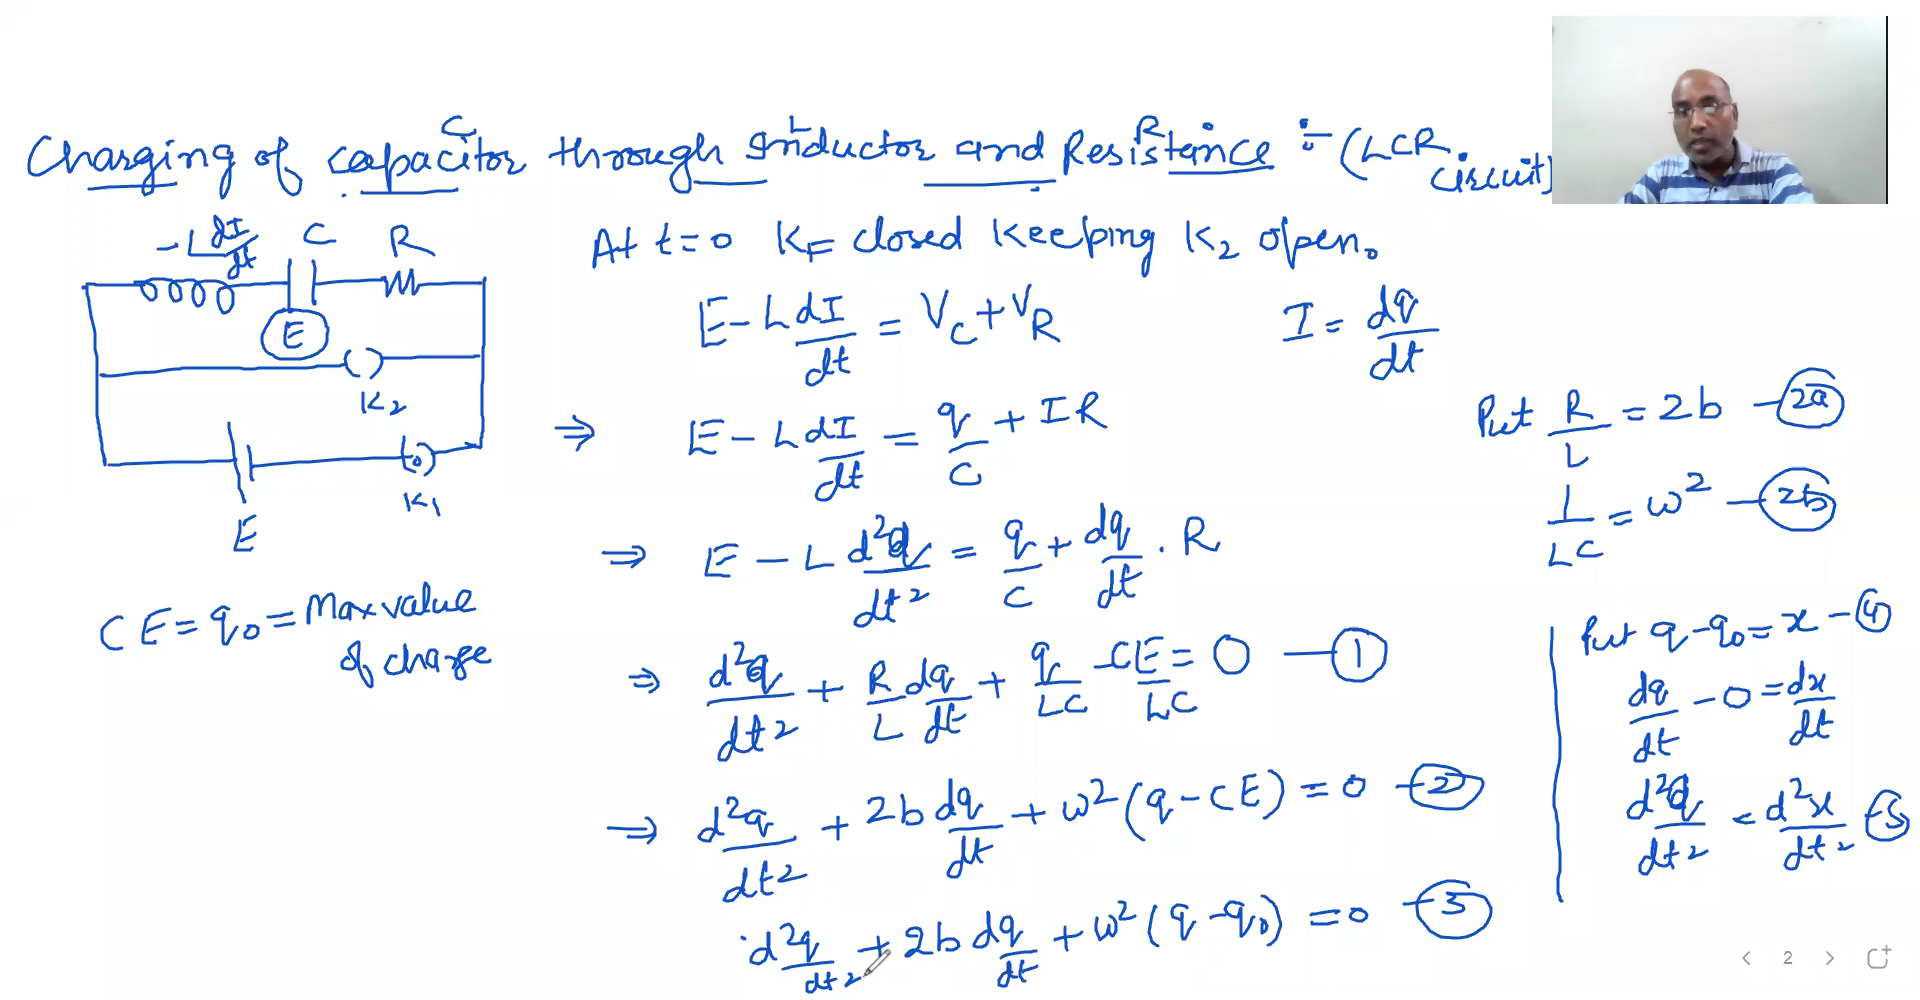 Charging of capacitor through Inductor and Resistance :- (LCR circuit)
C L R
-L dI/dt C R
E
K2
K1
E
CE = q0 = Max value of charge
At t=0 K1 closed keeping K2 open.
E - L dI/dt = VC + VR
I = dq/dt
⇒ E - L dI/dt = q/C + IR
⇒ E - L d²q/dt² = q/C + dq/dt . R
⇒ d²q/dt² + R/L dq/dt + q/LC - CE/LC = 0 — 1
⇒ d²q/dt² + 2b dq/dt + ω² (q - CE) = 0 — 2
d²q/dt² + 2b dq/dt + ω² (q - q0) = 0 — 3
Put R/L = 2b — 2a
1/LC = ω² — 2b
Put q - q0 = x — 4
dq/dt - 0 = dx/dt
d²q/dt² = d²x/dt² — 5
< 2 >